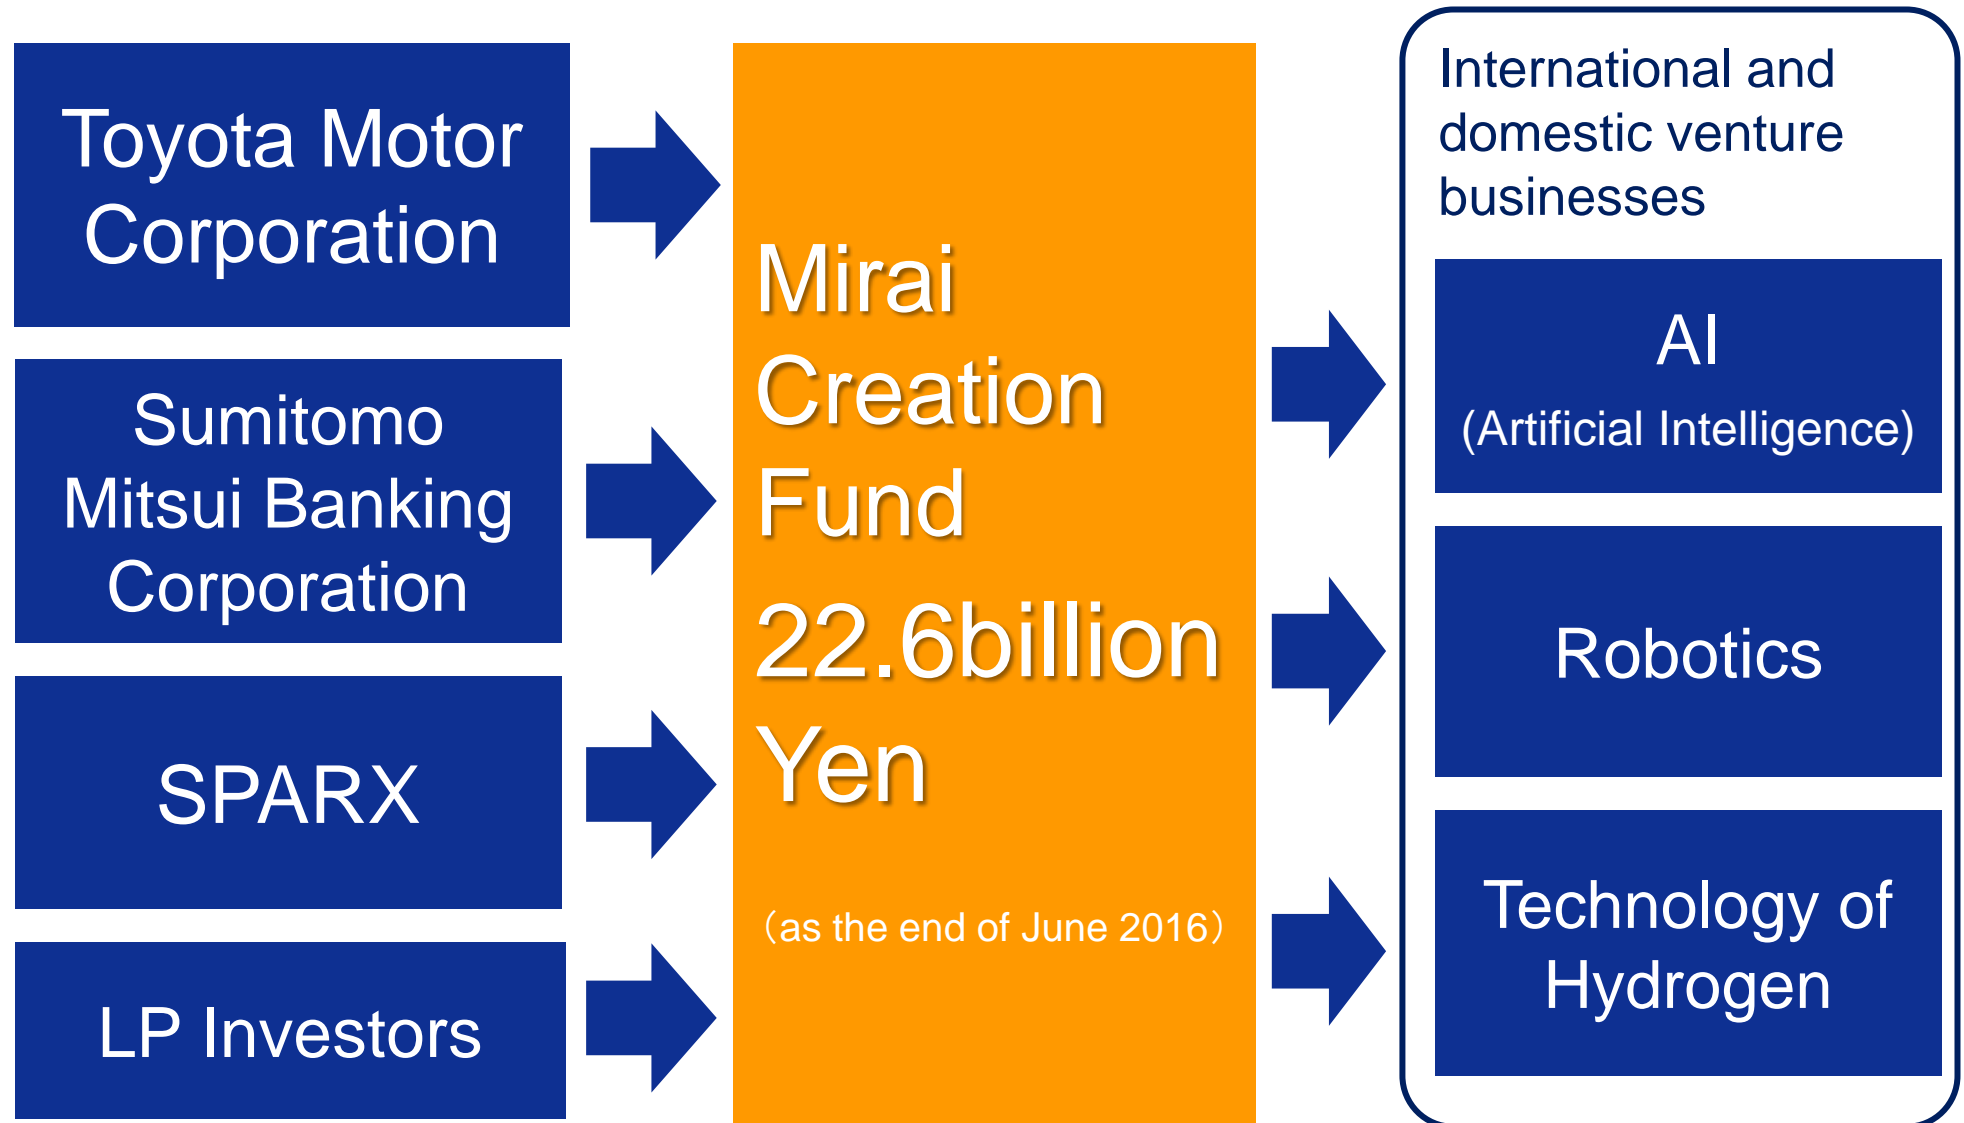 Toyota Motor
Corporation
Sumitomo
Mitsui Banking
Corporation
SPARX
LP Investors
Mirai
Creation
Fund
22.6billion
Yen
（as the end of June 2016）
International and
domestic venture
businesses
AI
(Artificial Intelligence)
Robotics
Technology of
Hydrogen